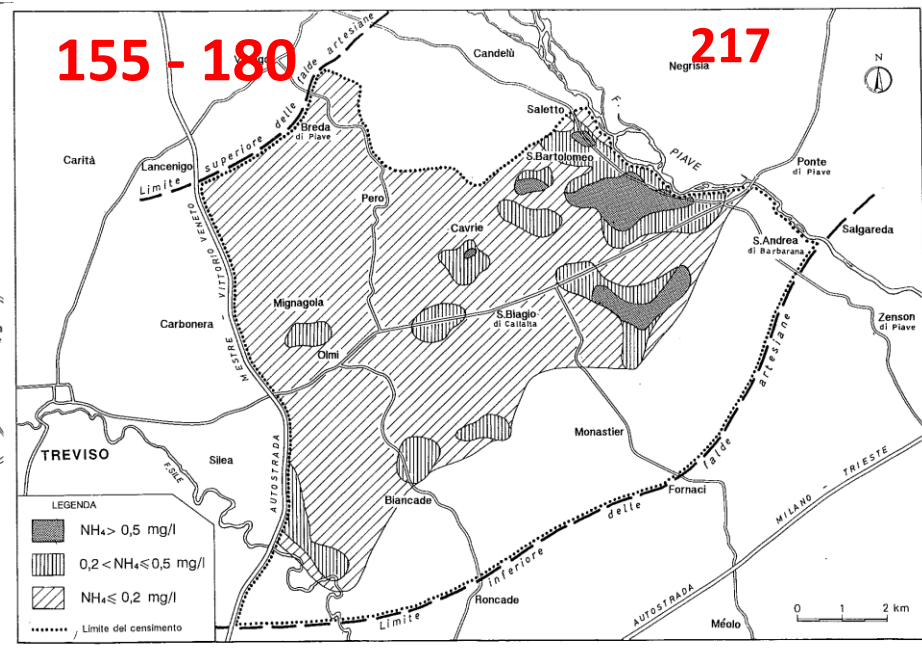 155 - 180
217
Candelù
Negrisia
N
Saletto
F. PIAVE
Breda
di Piave
Carità
Lancenigo
Limite superiore delle falde artesiane
S.Bartolomeo
Ponte
di Piave
Pero
Salgareda
Cavrie
S.Andrea
di Barbarana
MESTRE - VITTORIO VENETO
Mignagola
Carbonera
S.Biagio
di Callalta
Zenson
di Piave
Olmi
Monastier
TREVISO
Silea
F. SILE
AUTOSTRADA
Biancade
Fornaci
MILANO - TRIESTE
AUTOSTRADA
Limite inferiore delle falde artesiane
Roncade
Méolo
0 1 2 km
LEGENDA
NH₄> 0,5 mg/l
0,2 < NH₄ ≤ 0,5 mg/l
NH₄ ≤ 0,2 mg/l
Limite del censimento